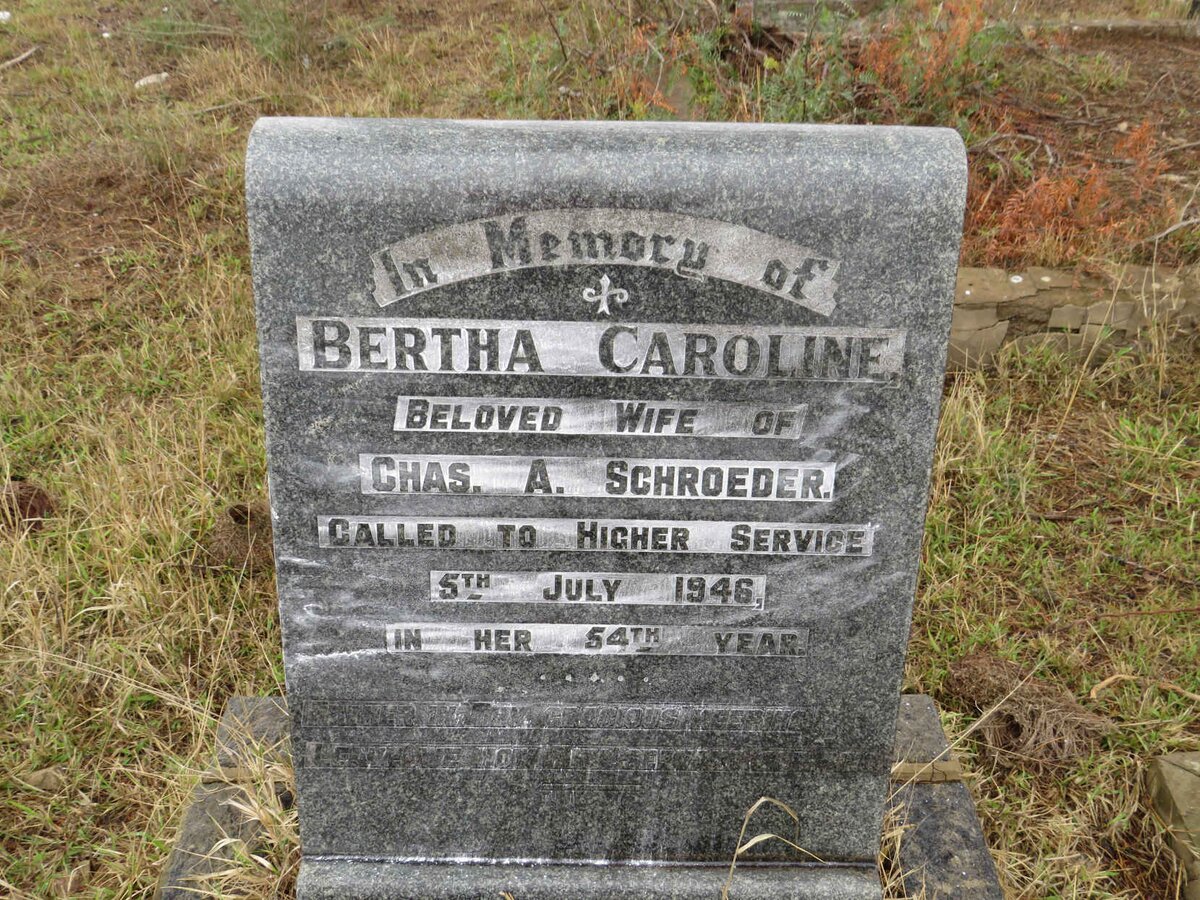 In Memory of
BERTHA CAROLINE,
BELOVED WIFE OF
CHAS. A. SCHROEDER.
CALLED TO HIGHER SERVICE
5TH JULY 1946,
IN HER 54TH YEAR.
GRACIOUS